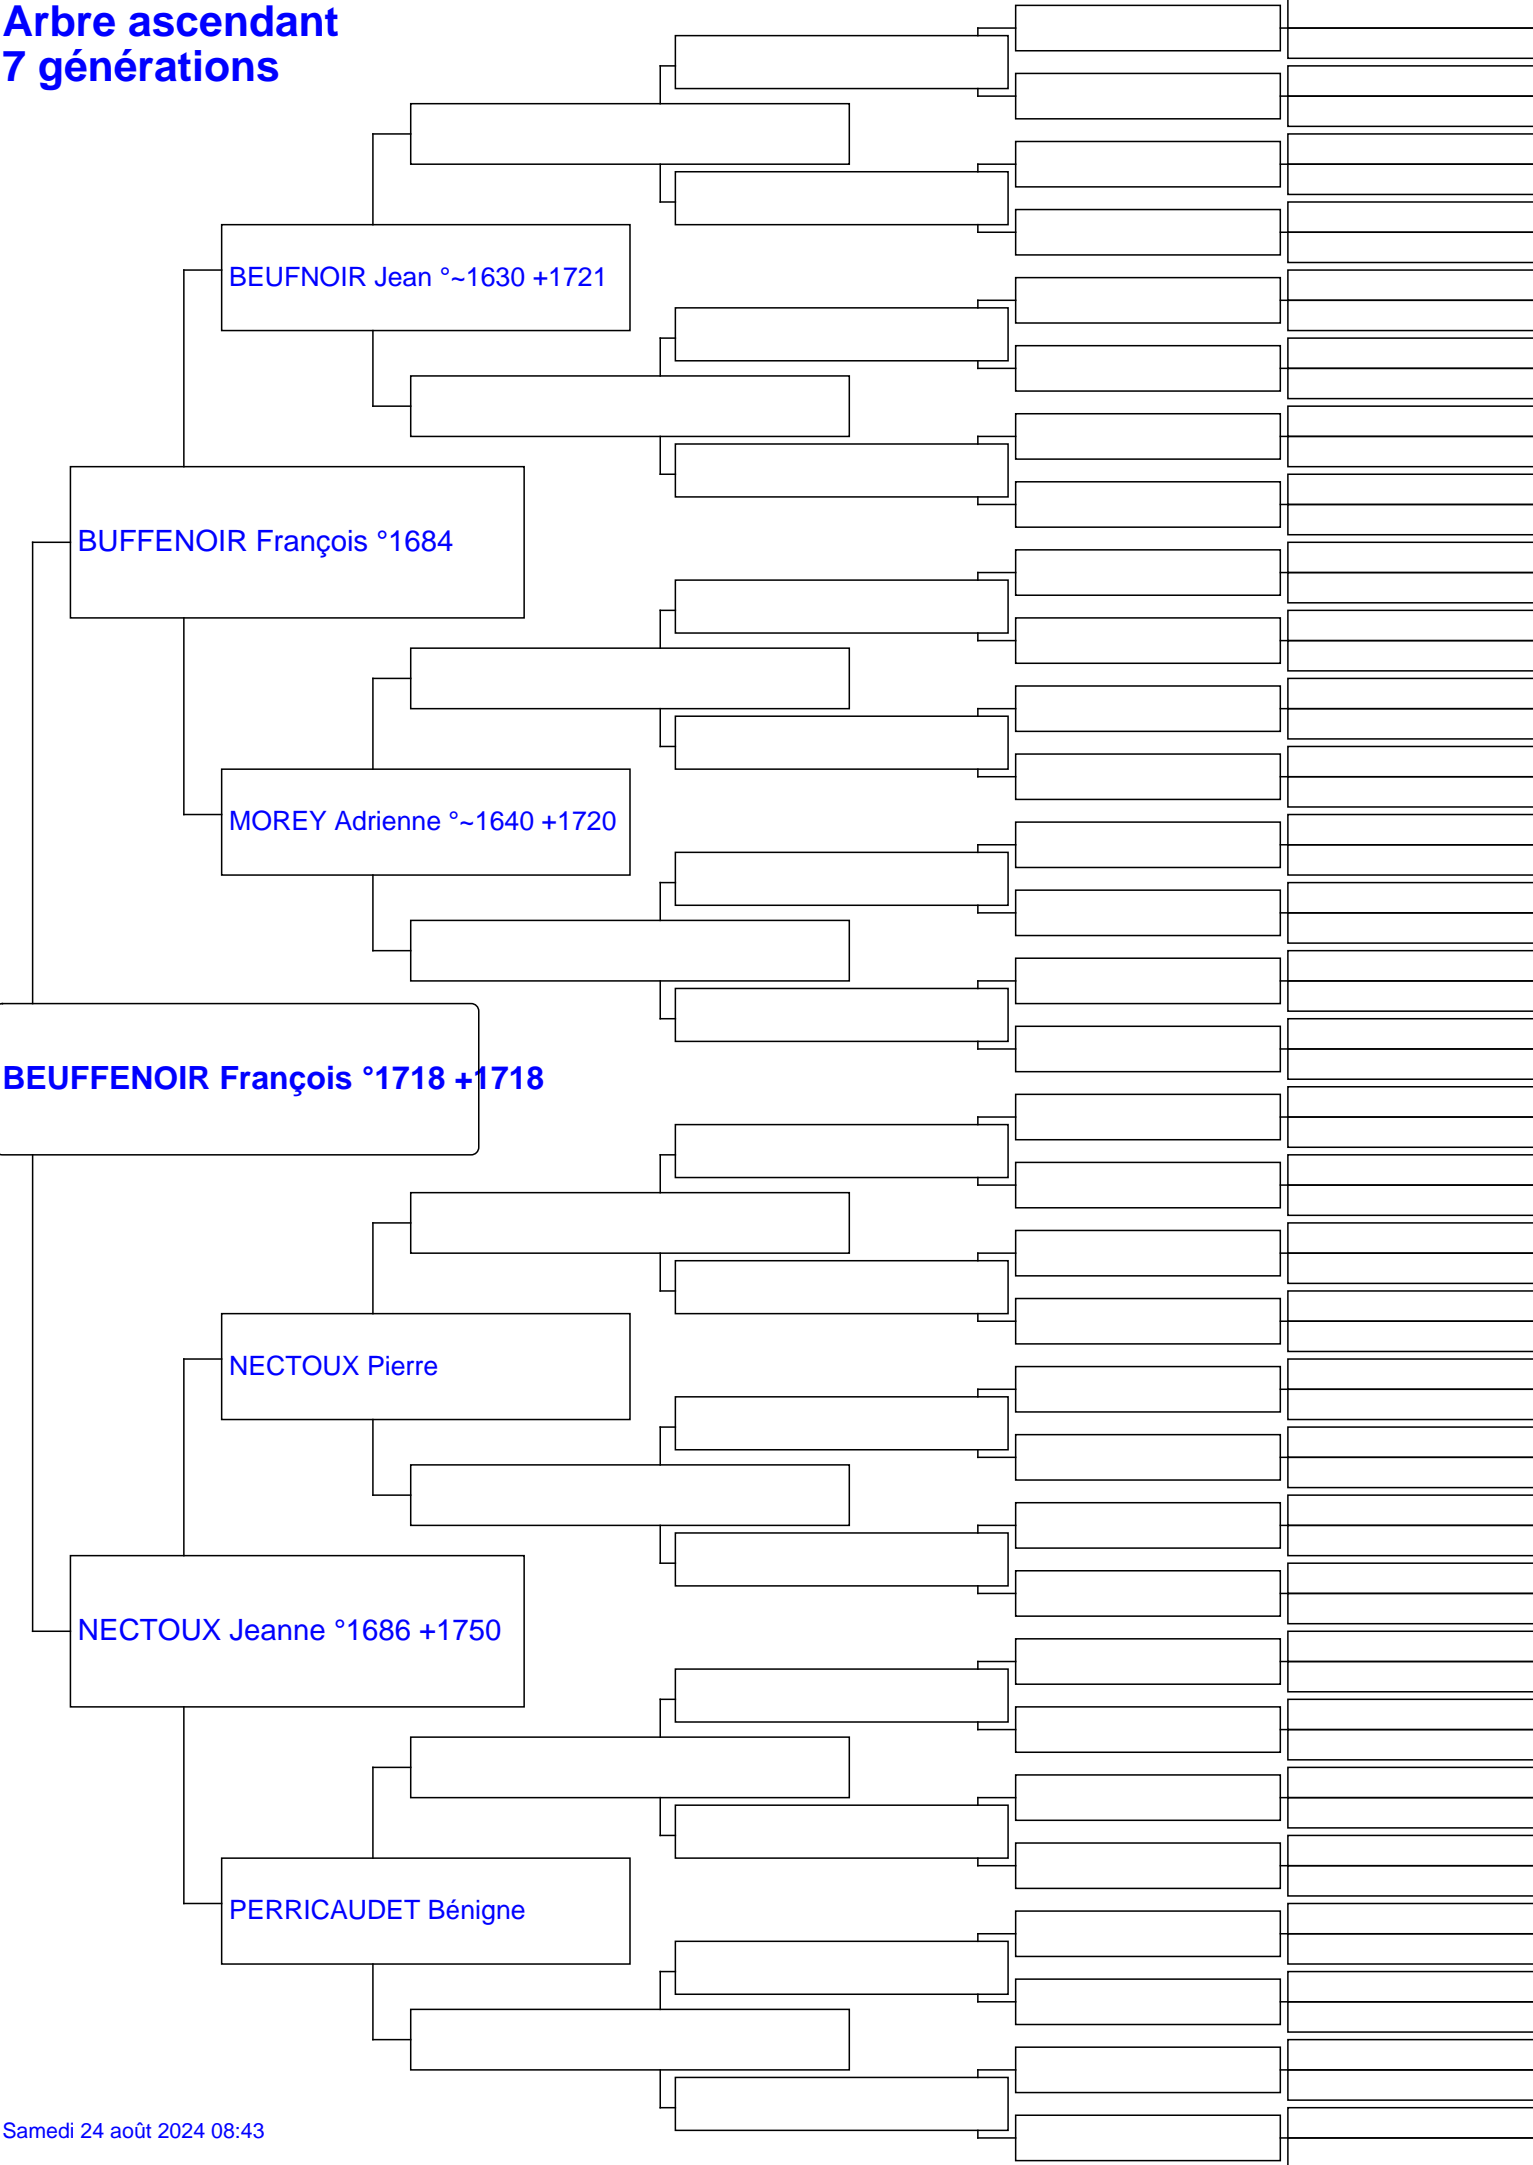 Arbre ascendant
7 générations
BEUFNOIR Jean °~1630 +1721
BUFFENOIR François °1684
MOREY Adrienne °~1640 +1720
BEUFFENOIR François °1718 +1718
NECTOUX Pierre
NECTOUX Jeanne °1686 +1750
PERRICAUDET Bénigne
Samedi 24 août 2024 08:43